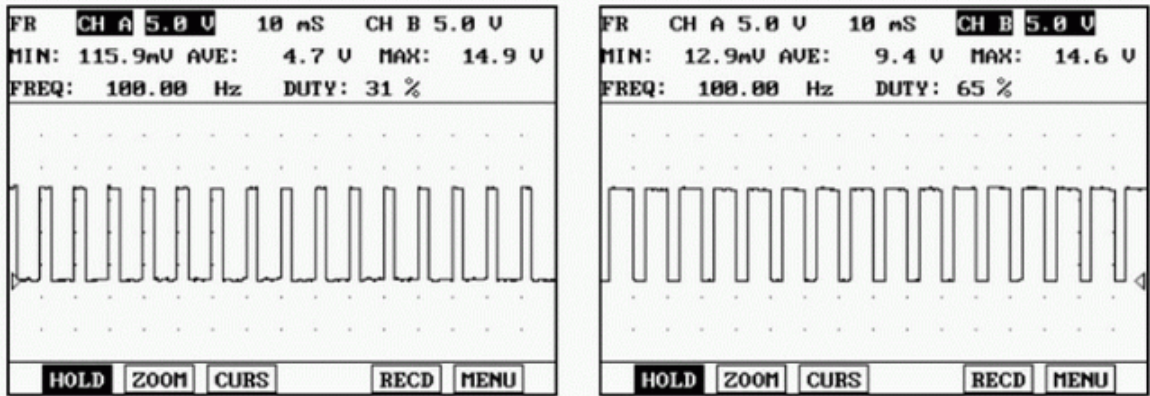 FR CH A 5.0 V 10 mS CH B 5.0 V
MIN: 115.9mV AVE: 4.7 V MAX: 14.9 V
FREQ: 100.00 Hz DUTY: 31 %
HOLD ZOOM CURS RECD MENU
FR CH A 5.0 V 10 mS CH B 5.0 V
MIN: 12.9mV AVE: 9.4 V MAX: 14.6 V
FREQ: 100.00 Hz DUTY: 65 %
HOLD ZOOM CURS RECD MENU